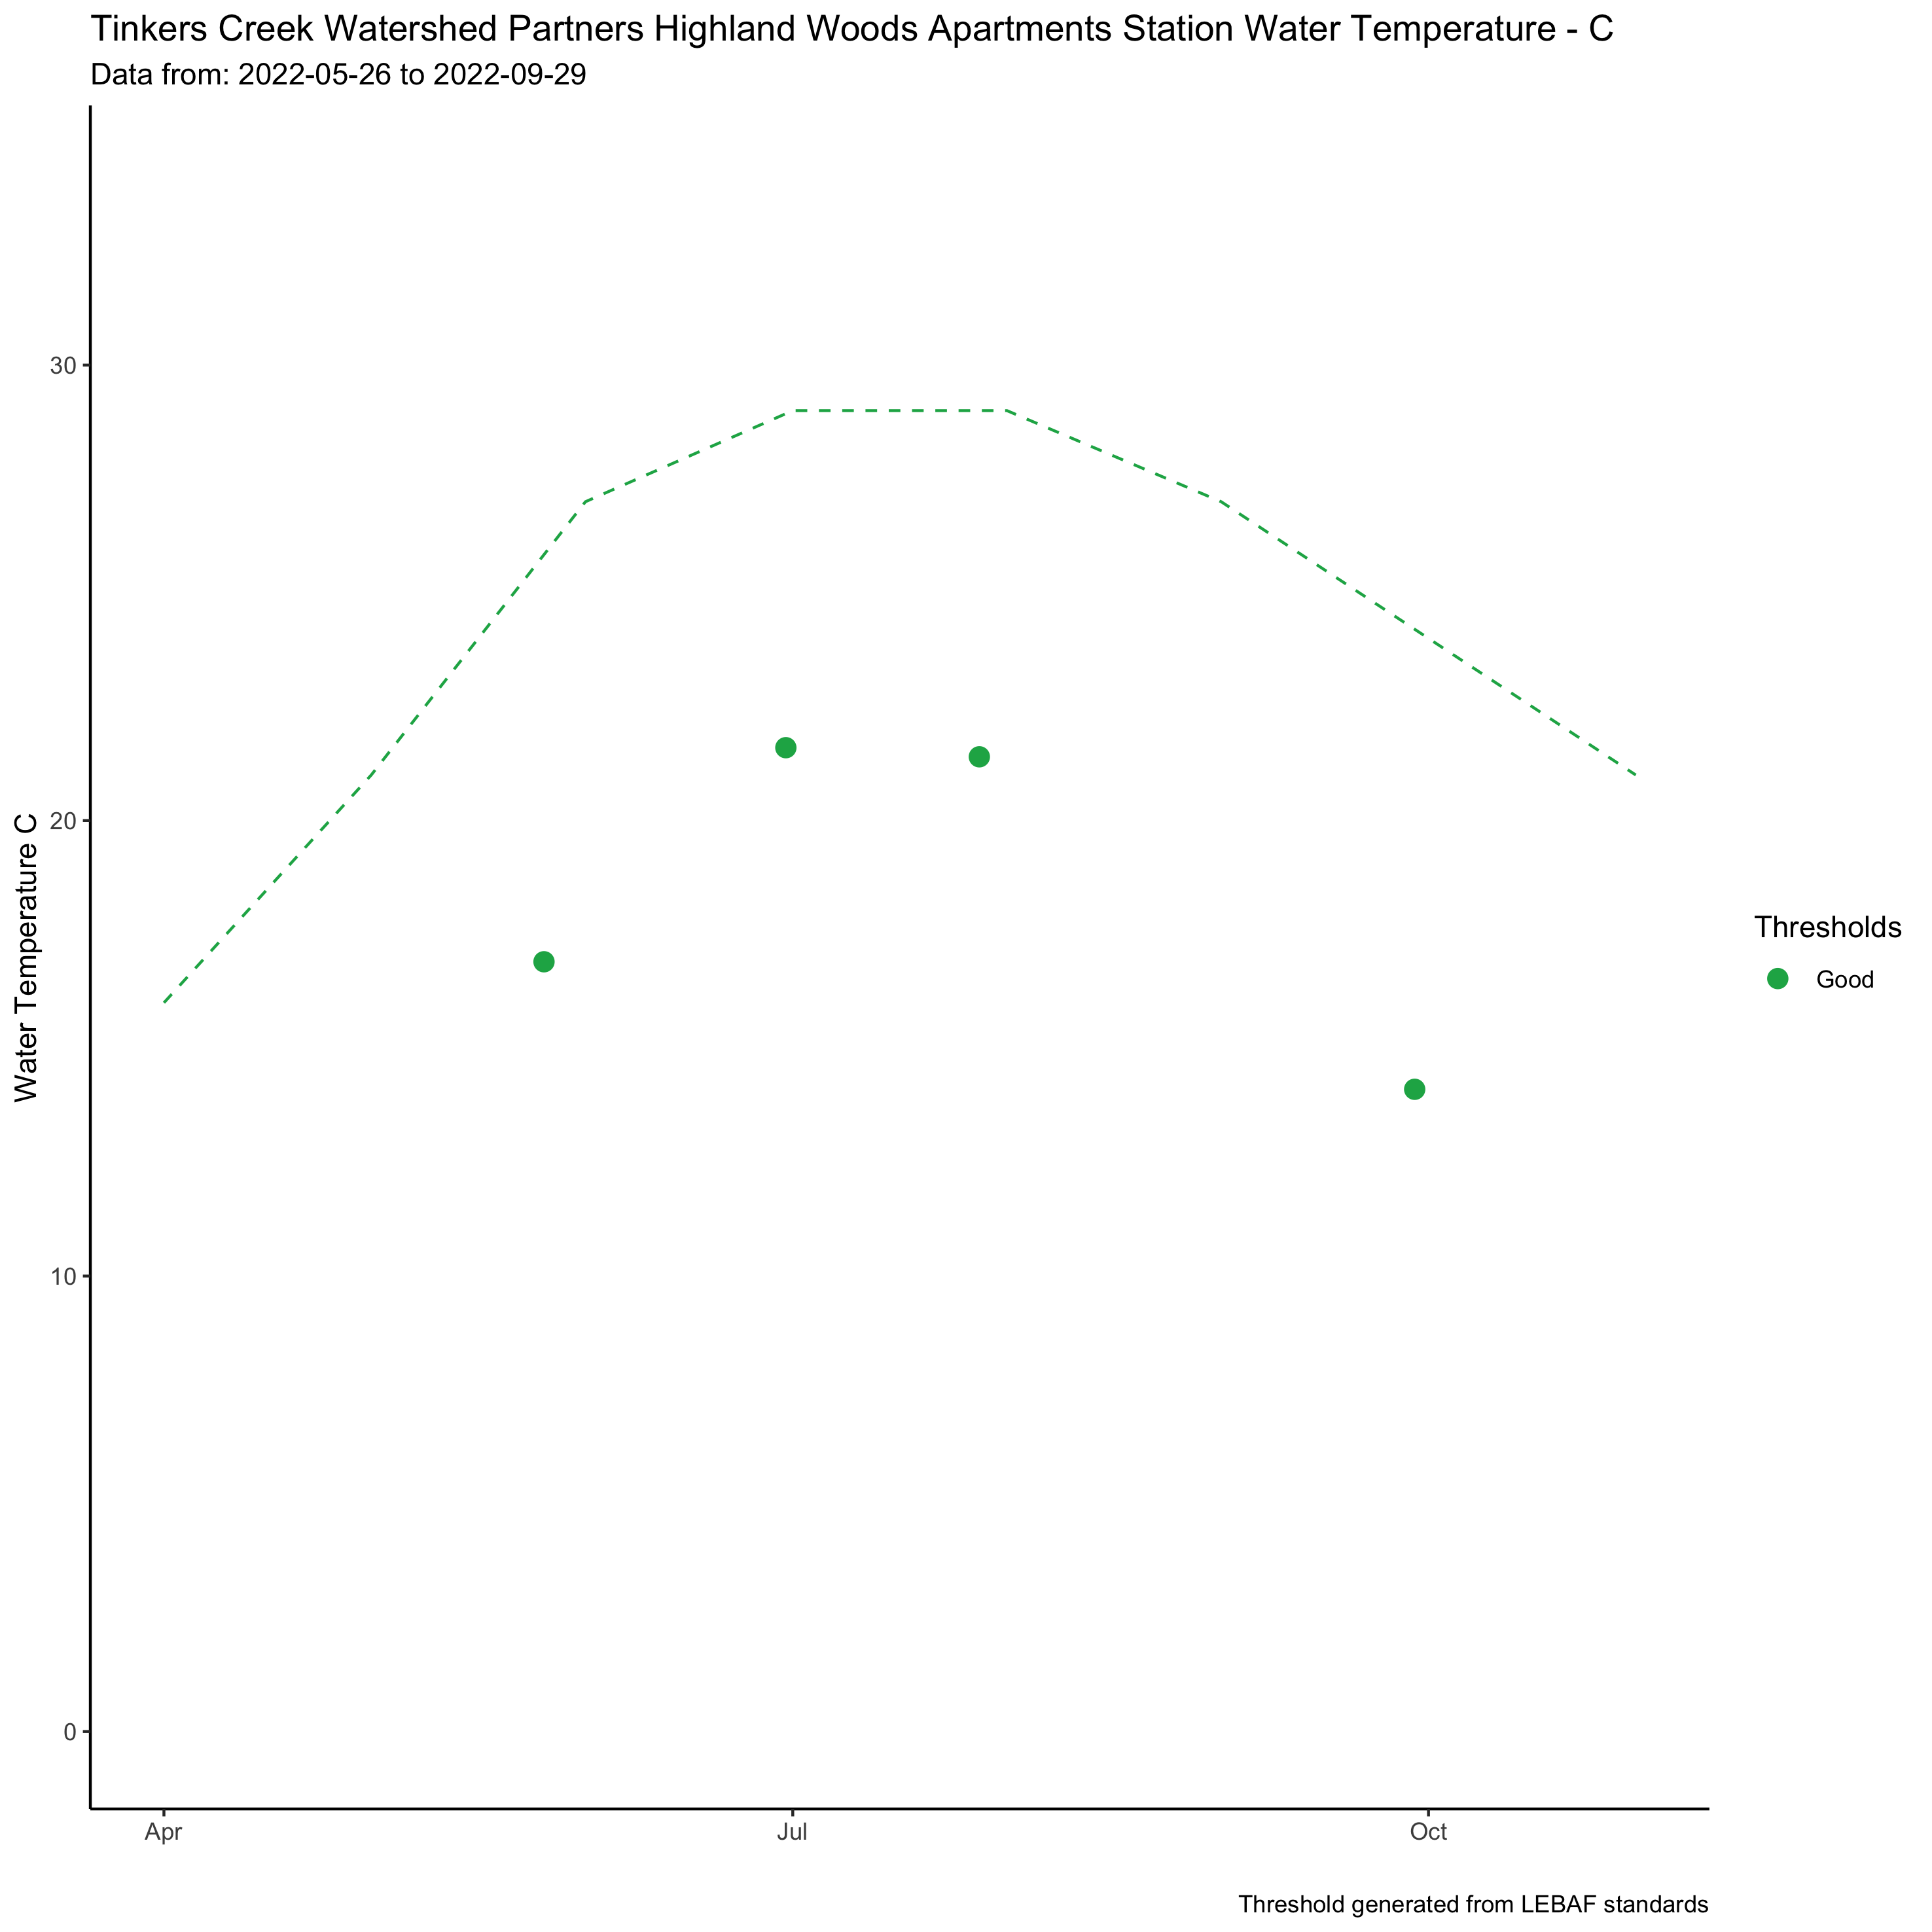 Tinkers Creek Watershed Partners Highland Woods Apartments Station Water Temperature - C
Data from: 2022-05-26 to 2022-09-29
30
20
10
0
Water Temperature C
Apr
Jul
Oct
Thresholds
Good
Threshold generated from LEBAF standards